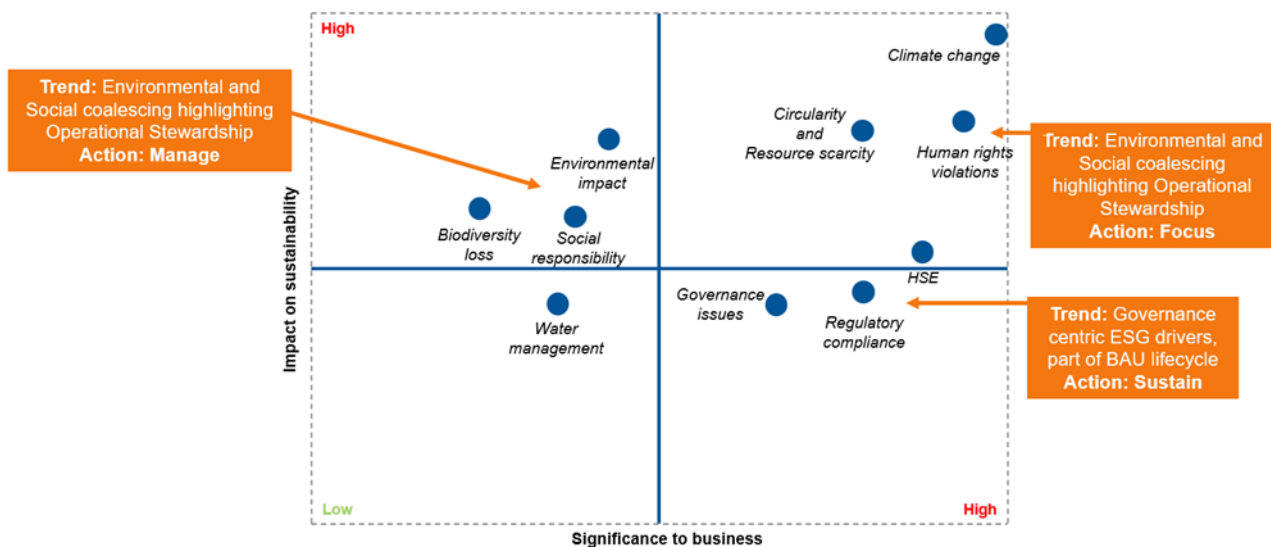 High
Climate change
Trend: Environmental and
Social coalescing highlighting
Operational Stewardship
Action: Manage
Circularity
and
Resource scarcity
Human rights
violations
Trend: Environmental and
Social coalescing
highlighting Operational
Stewardship
Action: Focus
Environmental
impact
Biodiversity
loss
Social
responsibility
HSE
Impact on sustainability
Water
management
Governance
issues
Regulatory
compliance
Trend: Governance
centric ESG drivers,
part of BAU lifecycle
Action: Sustain
Low
High
Significance to business